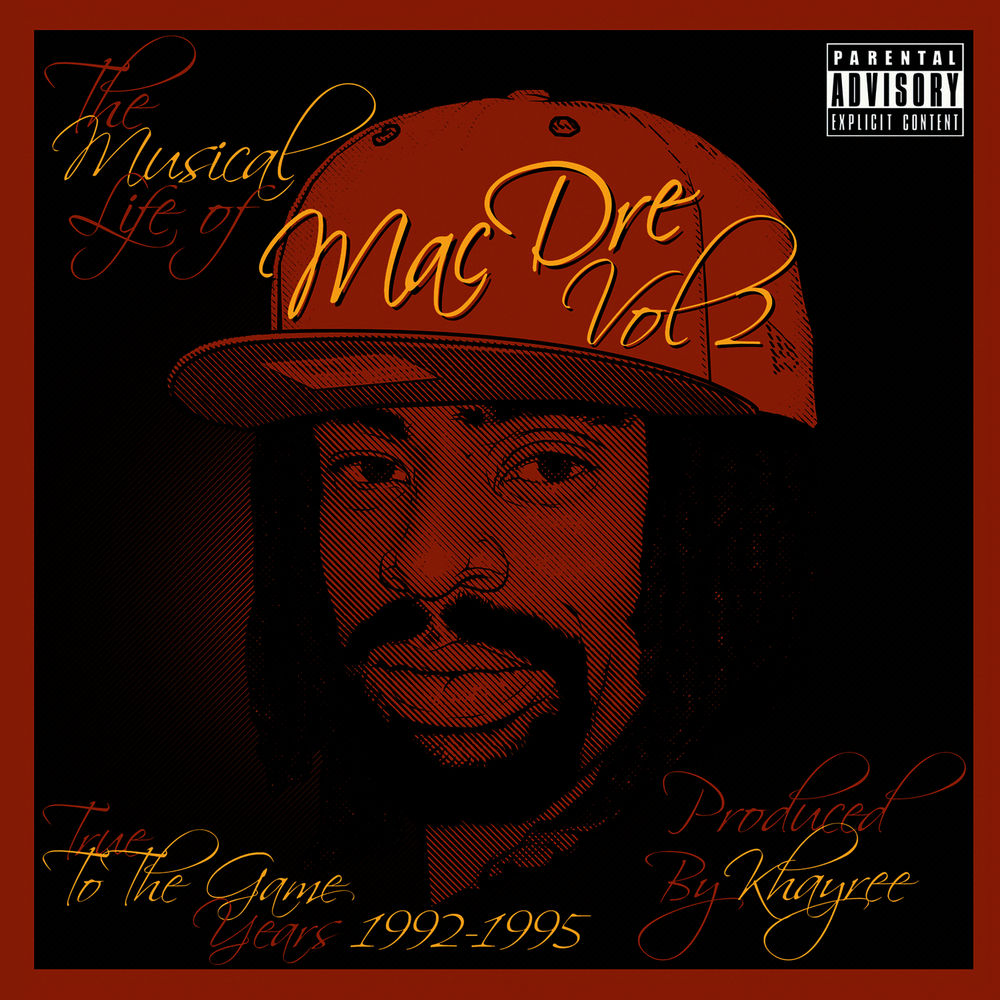 The
Musical
Life of
Mac Dre
Vol 2
PARENTAL
ADVISORY
EXPLICIT CONTENT
True
To The Game
Years 1992-1995
Produced
By Khayree